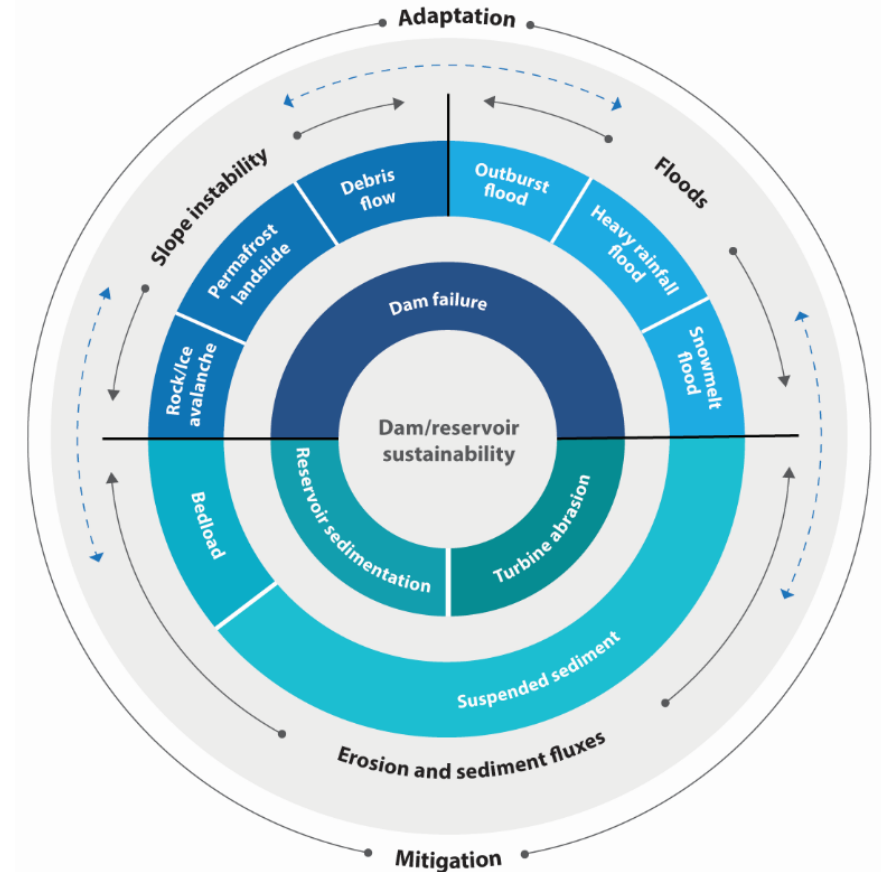 Adaptation
Slope instability
Floods
Debris
flow
Outburst
flood
Permafrost
landslide
Heavy rainfall
flood
Rock/Ice
avalanche
Snowmelt
flood
Dam failure
Dam/reservoir
sustainability
Bedload
Reservoir sedimentation
Turbine abrasion
Suspended sediment
Erosion and sediment fluxes
Mitigation